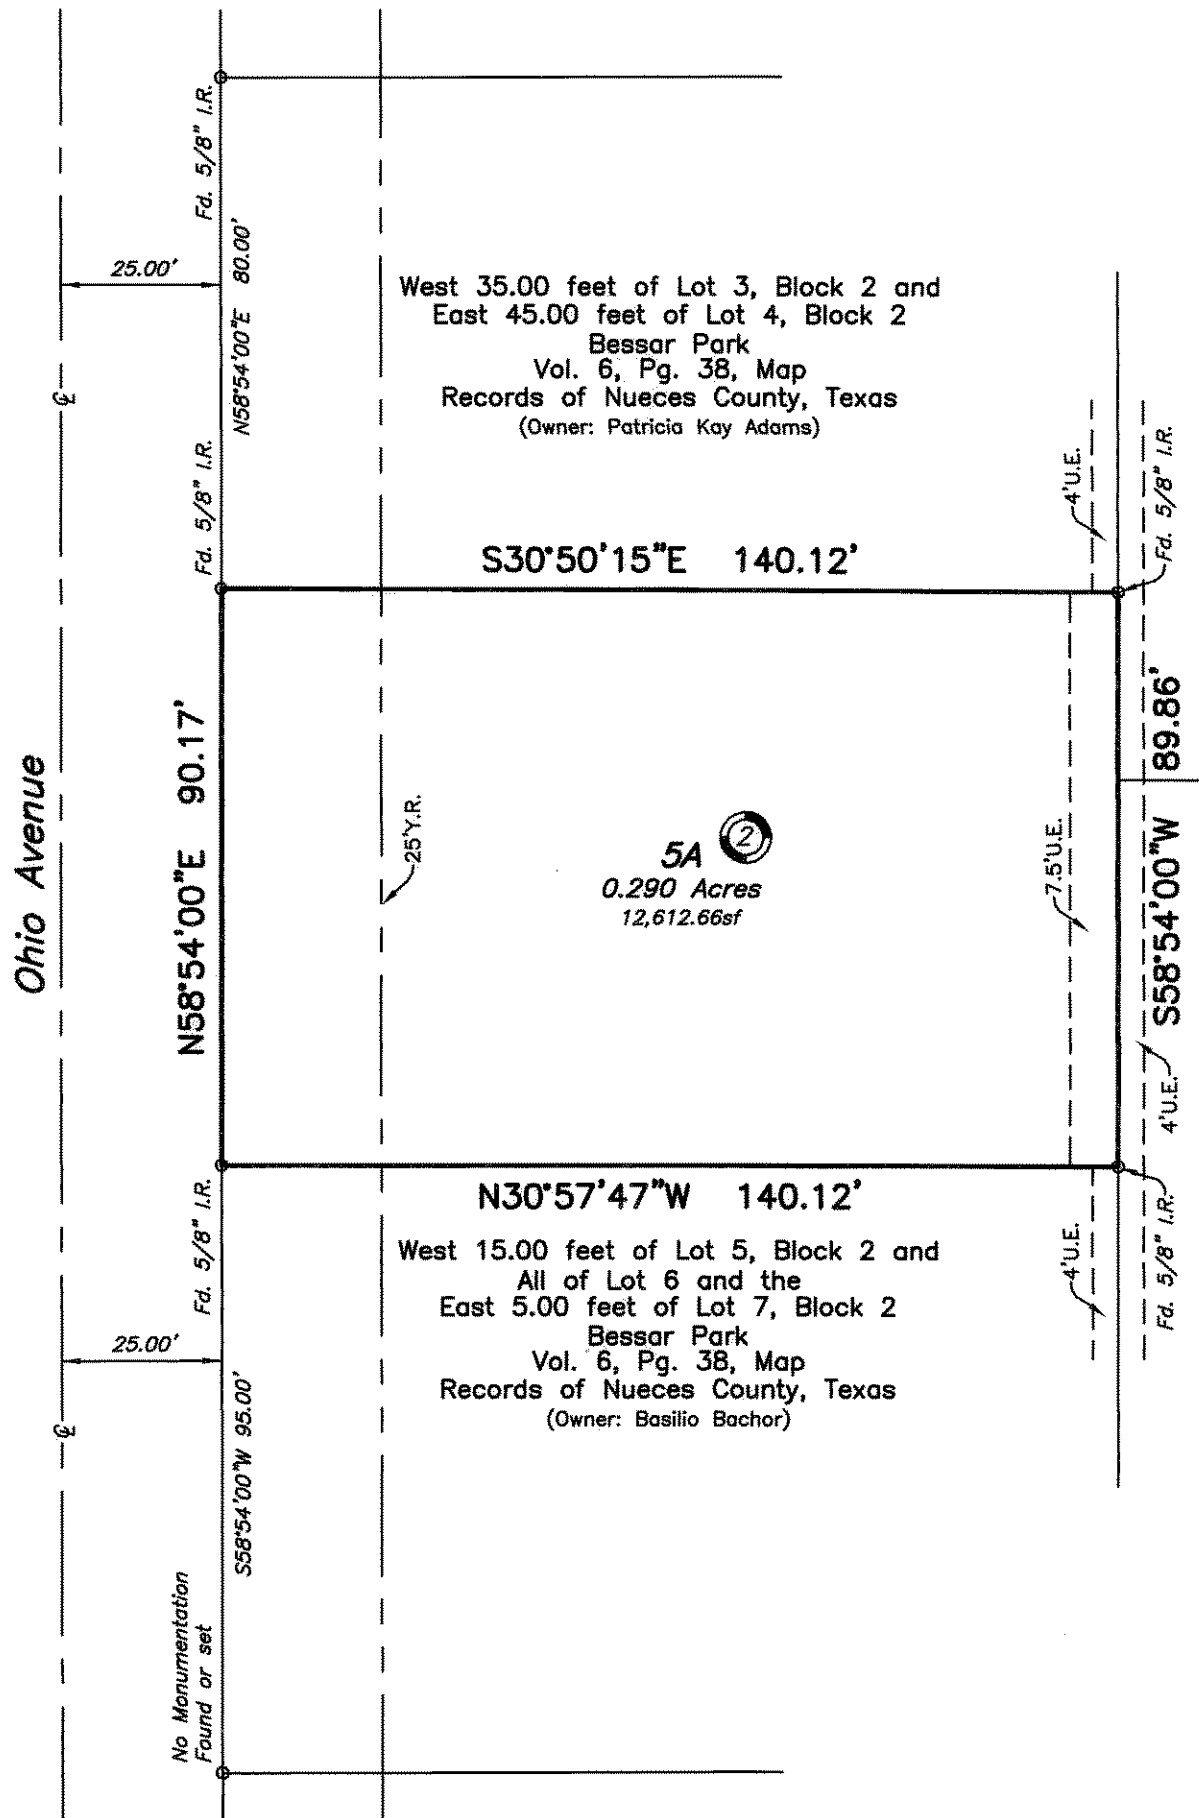 Fd. 5/8" I.R.
25.00'
N58°54'00"E 80.00'
West 35.00 feet of Lot 3, Block 2 and
East 45.00 feet of Lot 4, Block 2
Bessar Park
Vol. 6, Pg. 38, Map
Records of Nueces County, Texas
(Owner: Patricia Kay Adams)
℄
Fd. 5/8" I.R.
4'U.E.
Fd. 5/8" I.R.
S30°50'15"E 140.12'
Ohio Avenue
N58°54'00"E 90.17'
25'Y.R.
5A 2
0.290 Acres
12,612.66sf
7.5'U.E.
S58°54'00"W 89.86'
4'U.E.
N30°57'47"W 140.12'
Fd. 5/8" I.R.
4'U.E.
Fd. 5/8" I.R.
West 15.00 feet of Lot 5, Block 2 and
All of Lot 6 and the
East 5.00 feet of Lot 7, Block 2
Bessar Park
Vol. 6, Pg. 38, Map
Records of Nueces County, Texas
(Owner: Basilio Bachor)
25.00'
℄
S58°54'00"W 95.00'
No Monumentation
Found or set